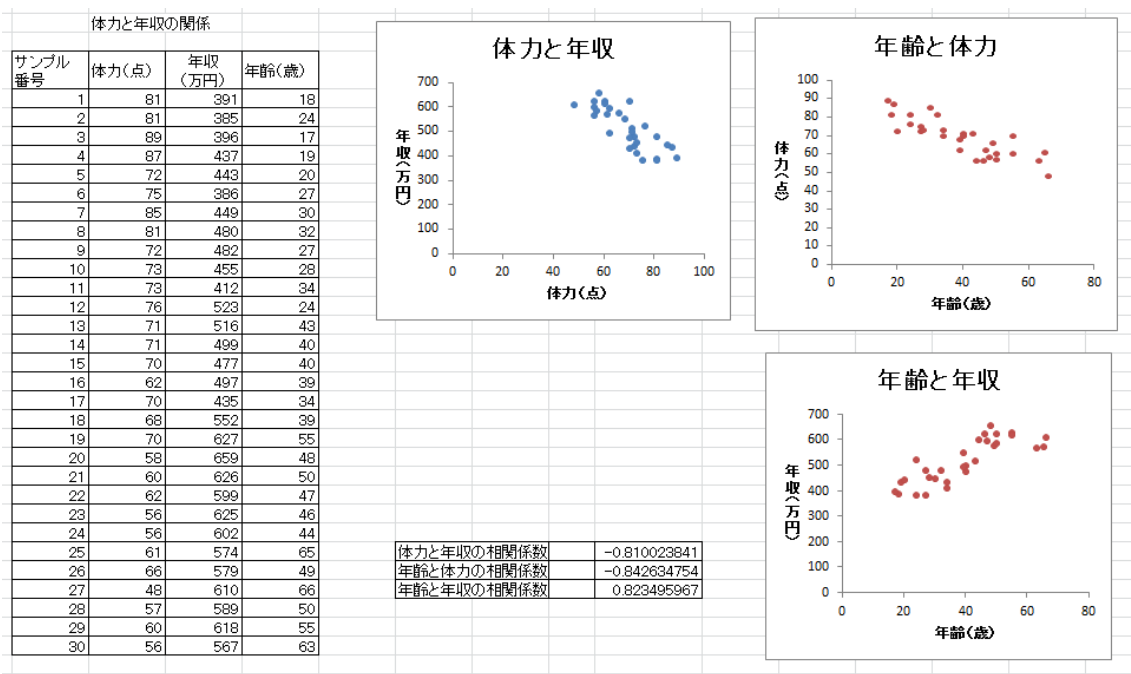 体力と年収の関係
サンプル
番号 体力(点) 年収
(万円) 年齢(歳)
1 81 391 18
2 81 385 24
3 89 396 17
4 87 437 19
5 72 443 20
6 75 386 27
7 85 449 30
8 81 480 32
9 72 482 27
10 73 455 28
11 73 412 34
12 76 523 24
13 71 516 43
14 71 499 40
15 70 477 40
16 62 497 39
17 70 435 34
18 68 552 39
19 70 627 55
20 58 659 48
21 60 626 50
22 62 599 47
23 56 625 46
24 56 602 44
25 61 574 65
26 66 579 49
27 48 610 66
28 57 589 50
29 60 618 55
30 56 567 63
体力と年収
年収(万円)
700
600
500
400
300
200
100
0
0 20 40 60 80 100
体力(点)
年齢と体力
体力(点)
100
90
80
70
60
50
40
30
20
10
0
0 20 40 60 80
年齢(歳)
年齢と年収
年収(万円)
700
600
500
400
300
200
100
0
0 20 40 60 80
年齢(歳)
体力と年収の相関係数 -0.810023841
年齢と体力の相関係数 -0.842634754
年齢と年収の相関係数 0.823495967